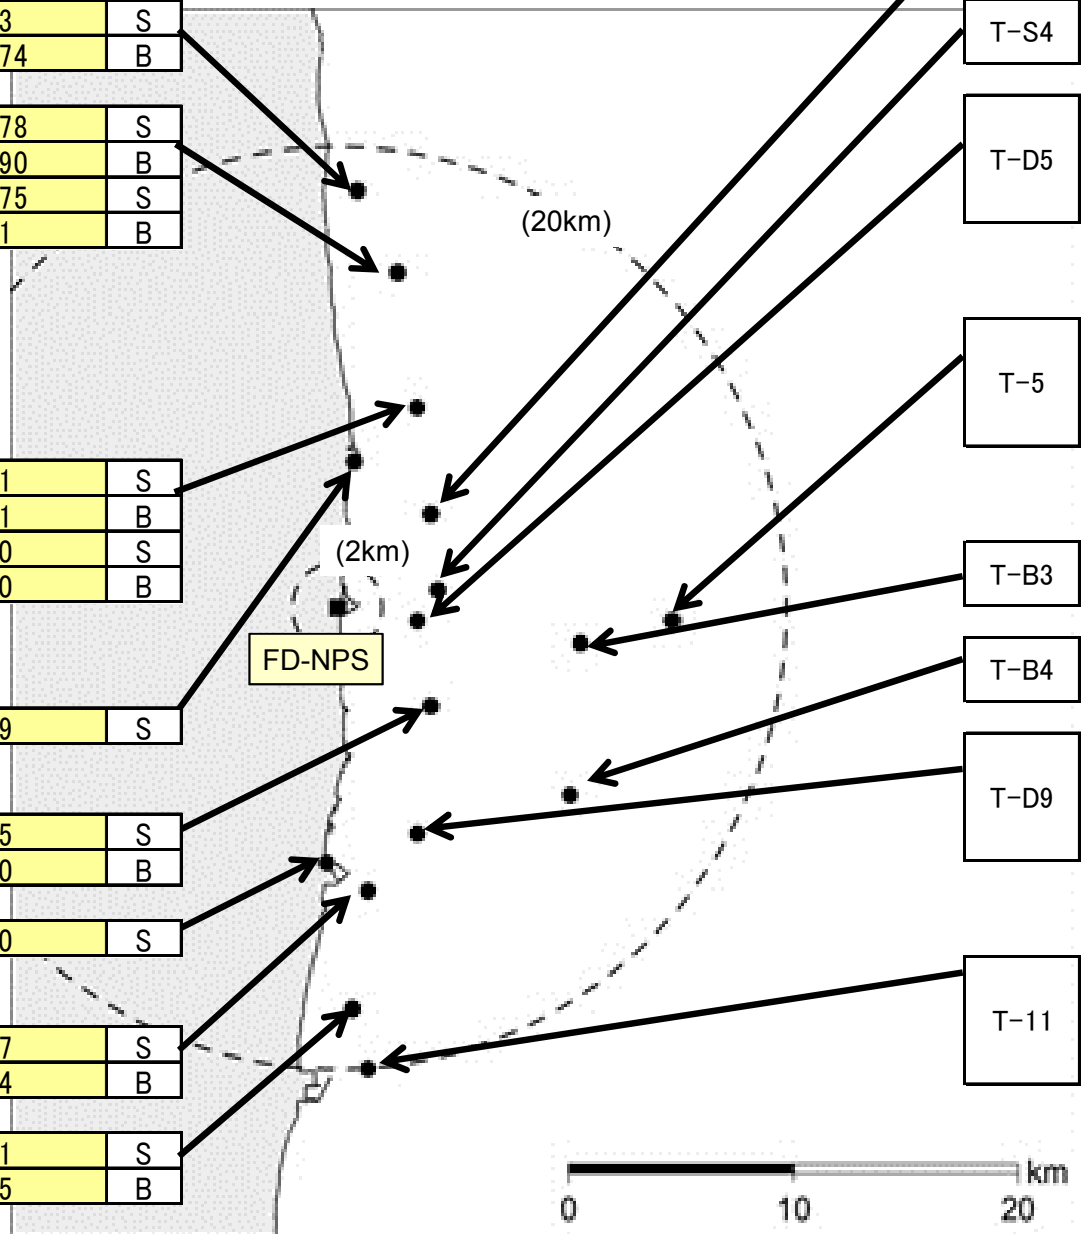 3 S
74 B
78 S
90 B
75 S
1 B
1 S
1 B
0 S
0 B
9 S
5 S
0 B
0 S
7 S
4 B
1 S
5 B
(20km)
(2km)
FD-NPS
T-S4
T-D5
T-5
T-B3
T-B4
T-D9
T-11
km
0 10 20